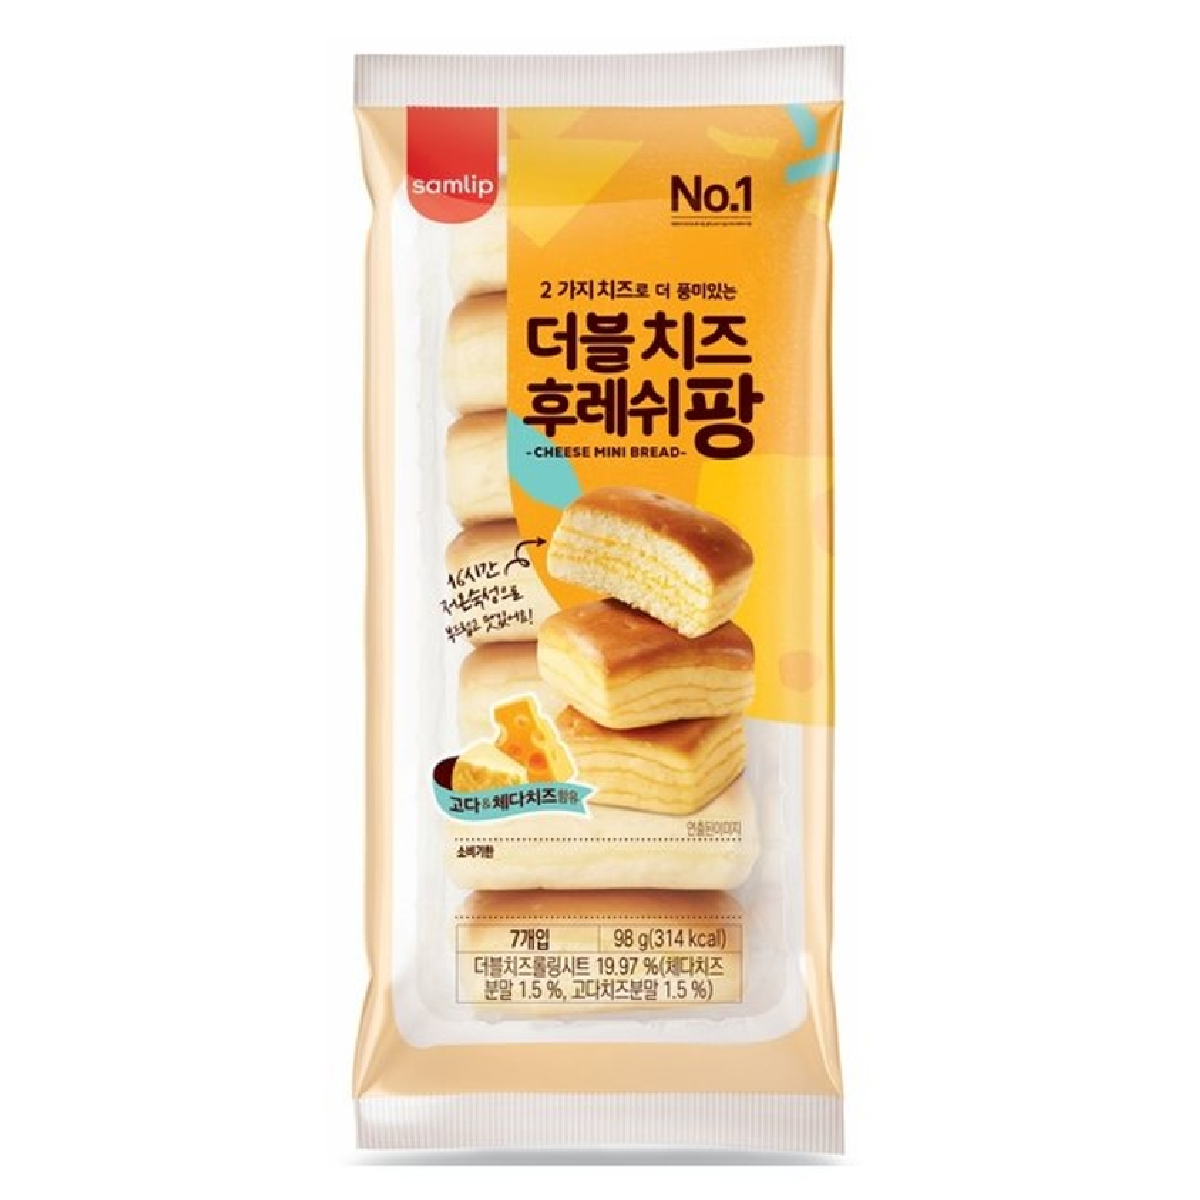 samlip
No.1
2 가지 치즈로 더 풍미있는
더블 치즈
후레쉬팡
- CHEESE MINI BREAD -
16시간
저온숙성으로
부드럽고 맛있어요!
고다 & 체다치즈 함유
연출된이미지
소비기한
7개입 98 g(314 kcal)
더블치즈롤링시트 19.97 %(체다치즈
분말 1.5 %, 고다치즈분말 1.5 %)